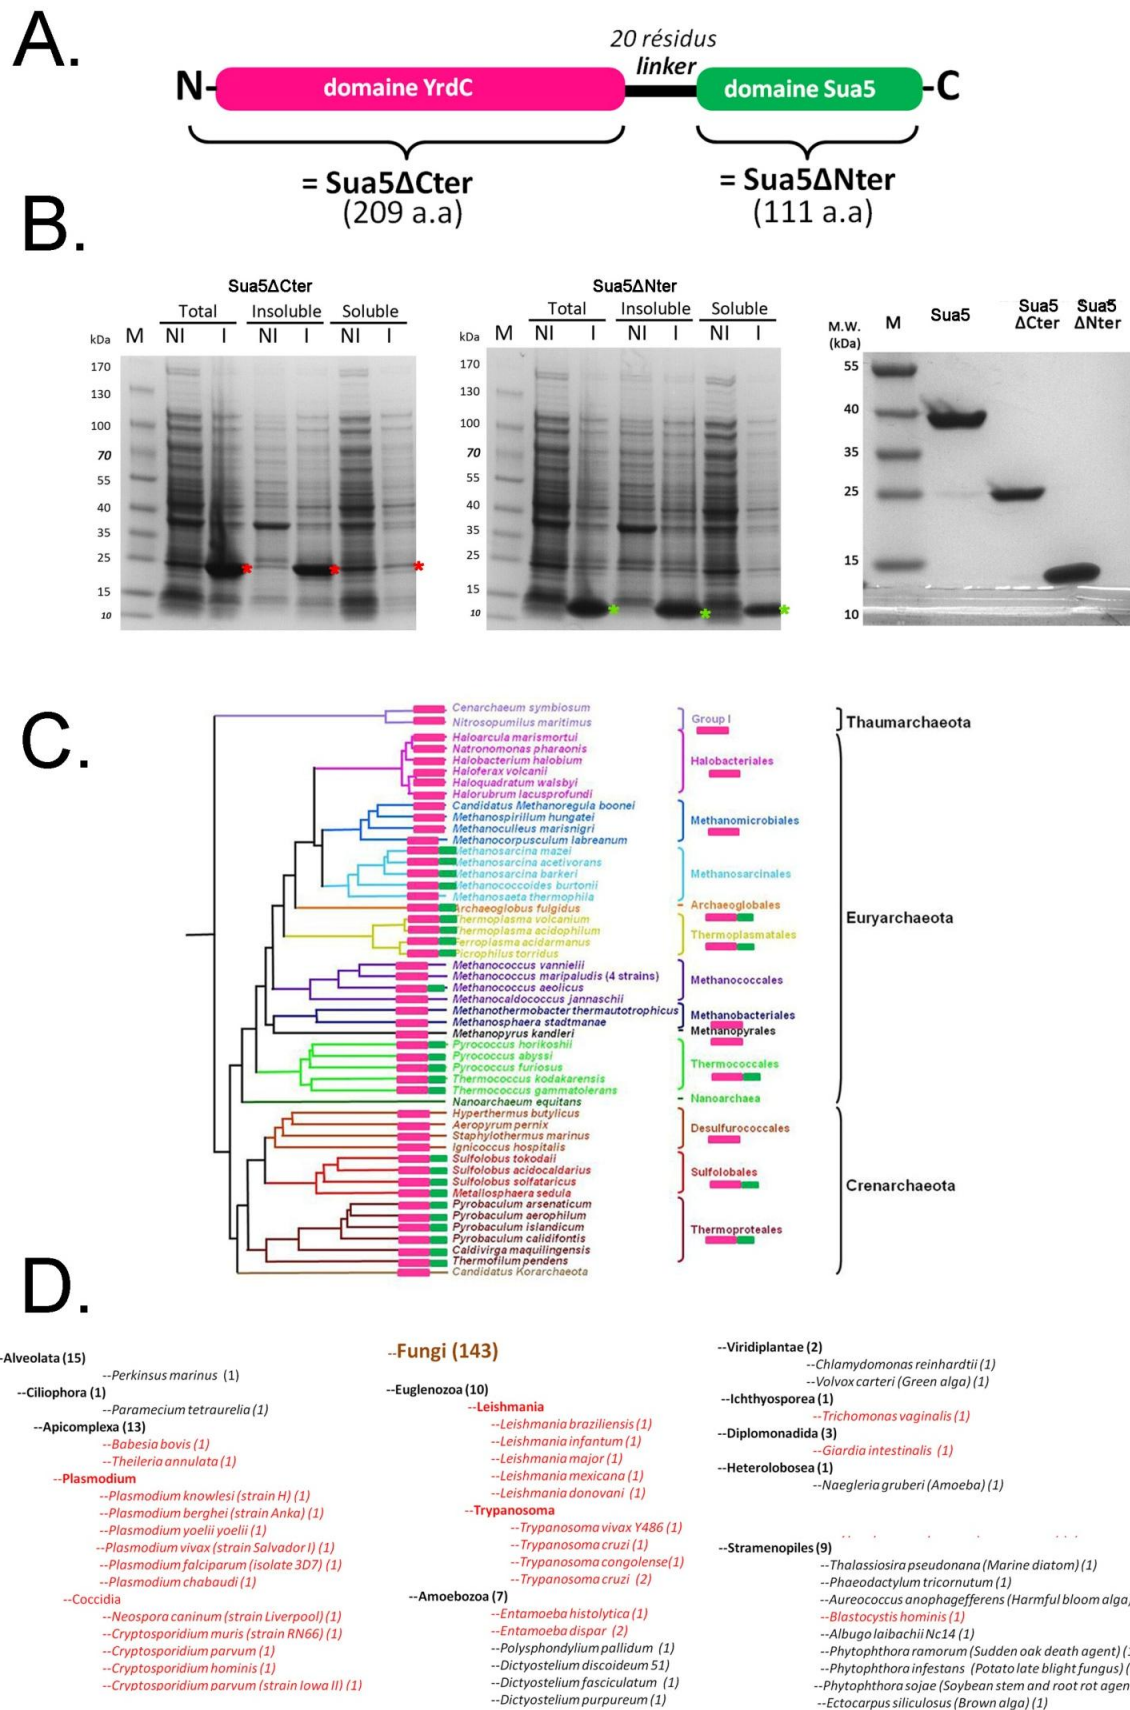 A.
20 résidus
linker
N
domaine YrdC
domaine Sua5
C
= Sua5ΔCter
(209 a.a)
= Sua5ΔNter
(111 a.a)
B.
Sua5ΔCter
Total Insoluble Soluble
kDa M NI I NI I NI I
170
130
100
70
55
40
35
25
15
10
*
*
*
Sua5ΔNter
Total Insoluble Soluble
kDa M NI I NI I NI I
170
130
100
70
55
40
35
25
15
10
*
*
*
M.W.
(kDa)
M
Sua5
Sua5
ΔCter
Sua5
ΔNter
55
40
35
25
15
10
C.
Cenarchaeum symbiosum
Nitrosopumilus maritimus
Haloarcula marismortui
Natronomonas pharaonis
Halobacterium halobium
Haloferax volcanii
Haloquadratum walsbyi
Halorubrum lacusprofundi
Candidatus Methanoregula boonei
Methanospirillum hungatei
Methanoculleus marisnigri
Methanocorpusculum labreanum
Methanosarcina mazei
Methanosarcina acetivorans
Methanosarcina barkeri
Methanococcoides burtonii
Methanosaeta thermophila
Archaeoglobus fulgidus
Thermoplasma volcanium
Thermoplasma acidophilum
Ferroplasma acidarmanus
Picrophilus torridus
Methanococcus vannielii
Methanococcus maripaludis (4 strains)
Methanococcus aeolicus
Methanocaldococcus jannaschii
Methanothermobacter thermautotrophicus
Methanosphaera stadtmanae
Methanopyrus kandleri
Pyrococcus horikoshii
Pyrococcus abyssi
Pyrococcus furiosus
Thermococcus kodakarensis
Thermococcus gammatolerans
Nanoarchaeum equitans
Hyperthermus butylicus
Aeropyrum pernix
Staphylothermus marinus
Ignicoccus hospitalis
Sulfolobus tokodaii
Sulfolobus acidocaldarius
Sulfolobus solfataricus
Metallosphaera sedula
Pyrobaculum arsenaticum
Pyrobaculum aerophilum
Pyrobaculum islandicum
Pyrobaculum calidifontis
Caldivirga maquilingensis
Thermofilum pendens
Candidatus Korarchaeota
Group I
Halobacteriales
Methanomicrobiales
Methanosarcinales
Archaeoglobales
Thermoplasmatales
Methanococcales
Methanobacteriales
Methanopyrales
Thermococcales
Nanoarchaea
Desulfurococcales
Sulfolobales
Thermoproteales
Thaumarchaeota
Euryarchaeota
Crenarchaeota
D.
-Alveolata (15)
--Perkinsus marinus (1)
--Ciliophora (1)
--Paramecium tetraurelia (1)
--Apicomplexa (13)
--Babesia bovis (1)
--Theileria annulata (1)
--Plasmodium
--Plasmodium knowlesi (strain H) (1)
--Plasmodium berghei (strain Anka) (1)
--Plasmodium yoelii yoelii (1)
--Plasmodium vivax (strain Salvador I) (1)
--Plasmodium falciparum (isolate 3D7) (1)
--Plasmodium chabaudi (1)
--Coccidia
--Neospora caninum (strain Liverpool) (1)
--Cryptosporidium muris (strain RN66) (1)
--Cryptosporidium parvum (1)
--Cryptosporidium hominis (1)
--Cryptosporidium parvum (strain Iowa II) (1)
--Fungi (143)
--Euglenozoa (10)
--Leishmania
--Leishmania braziliensis (1)
--Leishmania infantum (1)
--Leishmania major (1)
--Leishmania mexicana (1)
--Leishmania donovani (1)
--Trypanosoma
--Trypanosoma vivax Y486 (1)
--Trypanosoma cruzi (1)
--Trypanosoma congolense(1)
--Trypanosoma cruzi (2)
--Amoebozoa (7)
--Entamoeba histolytica (1)
--Entamoeba dispar (2)
--Polysphondylium pallidum (1)
--Dictyostelium discoideum 51)
--Dictyostelium fasciculatum (1)
--Dictyostelium purpureum (1)
--Viridiplantae (2)
--Chlamydomonas reinhardtii (1)
--Volvox carteri (Green alga) (1)
--Ichthyosporea (1)
--Trichomonas vaginalis (1)
--Diplomonadida (3)
--Giardia intestinalis (1)
--Heterolobosea (1)
--Naegleria gruberi (Amoeba) (1)
--Stramenopiles (9)
--Thalassiosira pseudonana (Marine diatom) (1)
--Phaeodactylum tricornutum (1)
--Aureococcus anophagefferens (Harmful bloom alga)
--Blastocystis hominis (1)
--Albugo laibachii Nc14 (1)
--Phytophthora ramorum (Sudden oak death agent) (1
--Phytophthora infestans (Potato late blight fungus) (
--Phytophthora sojae (Soybean stem and root rot agen
--Ectocarpus siliculosus (Brown alga) (1)